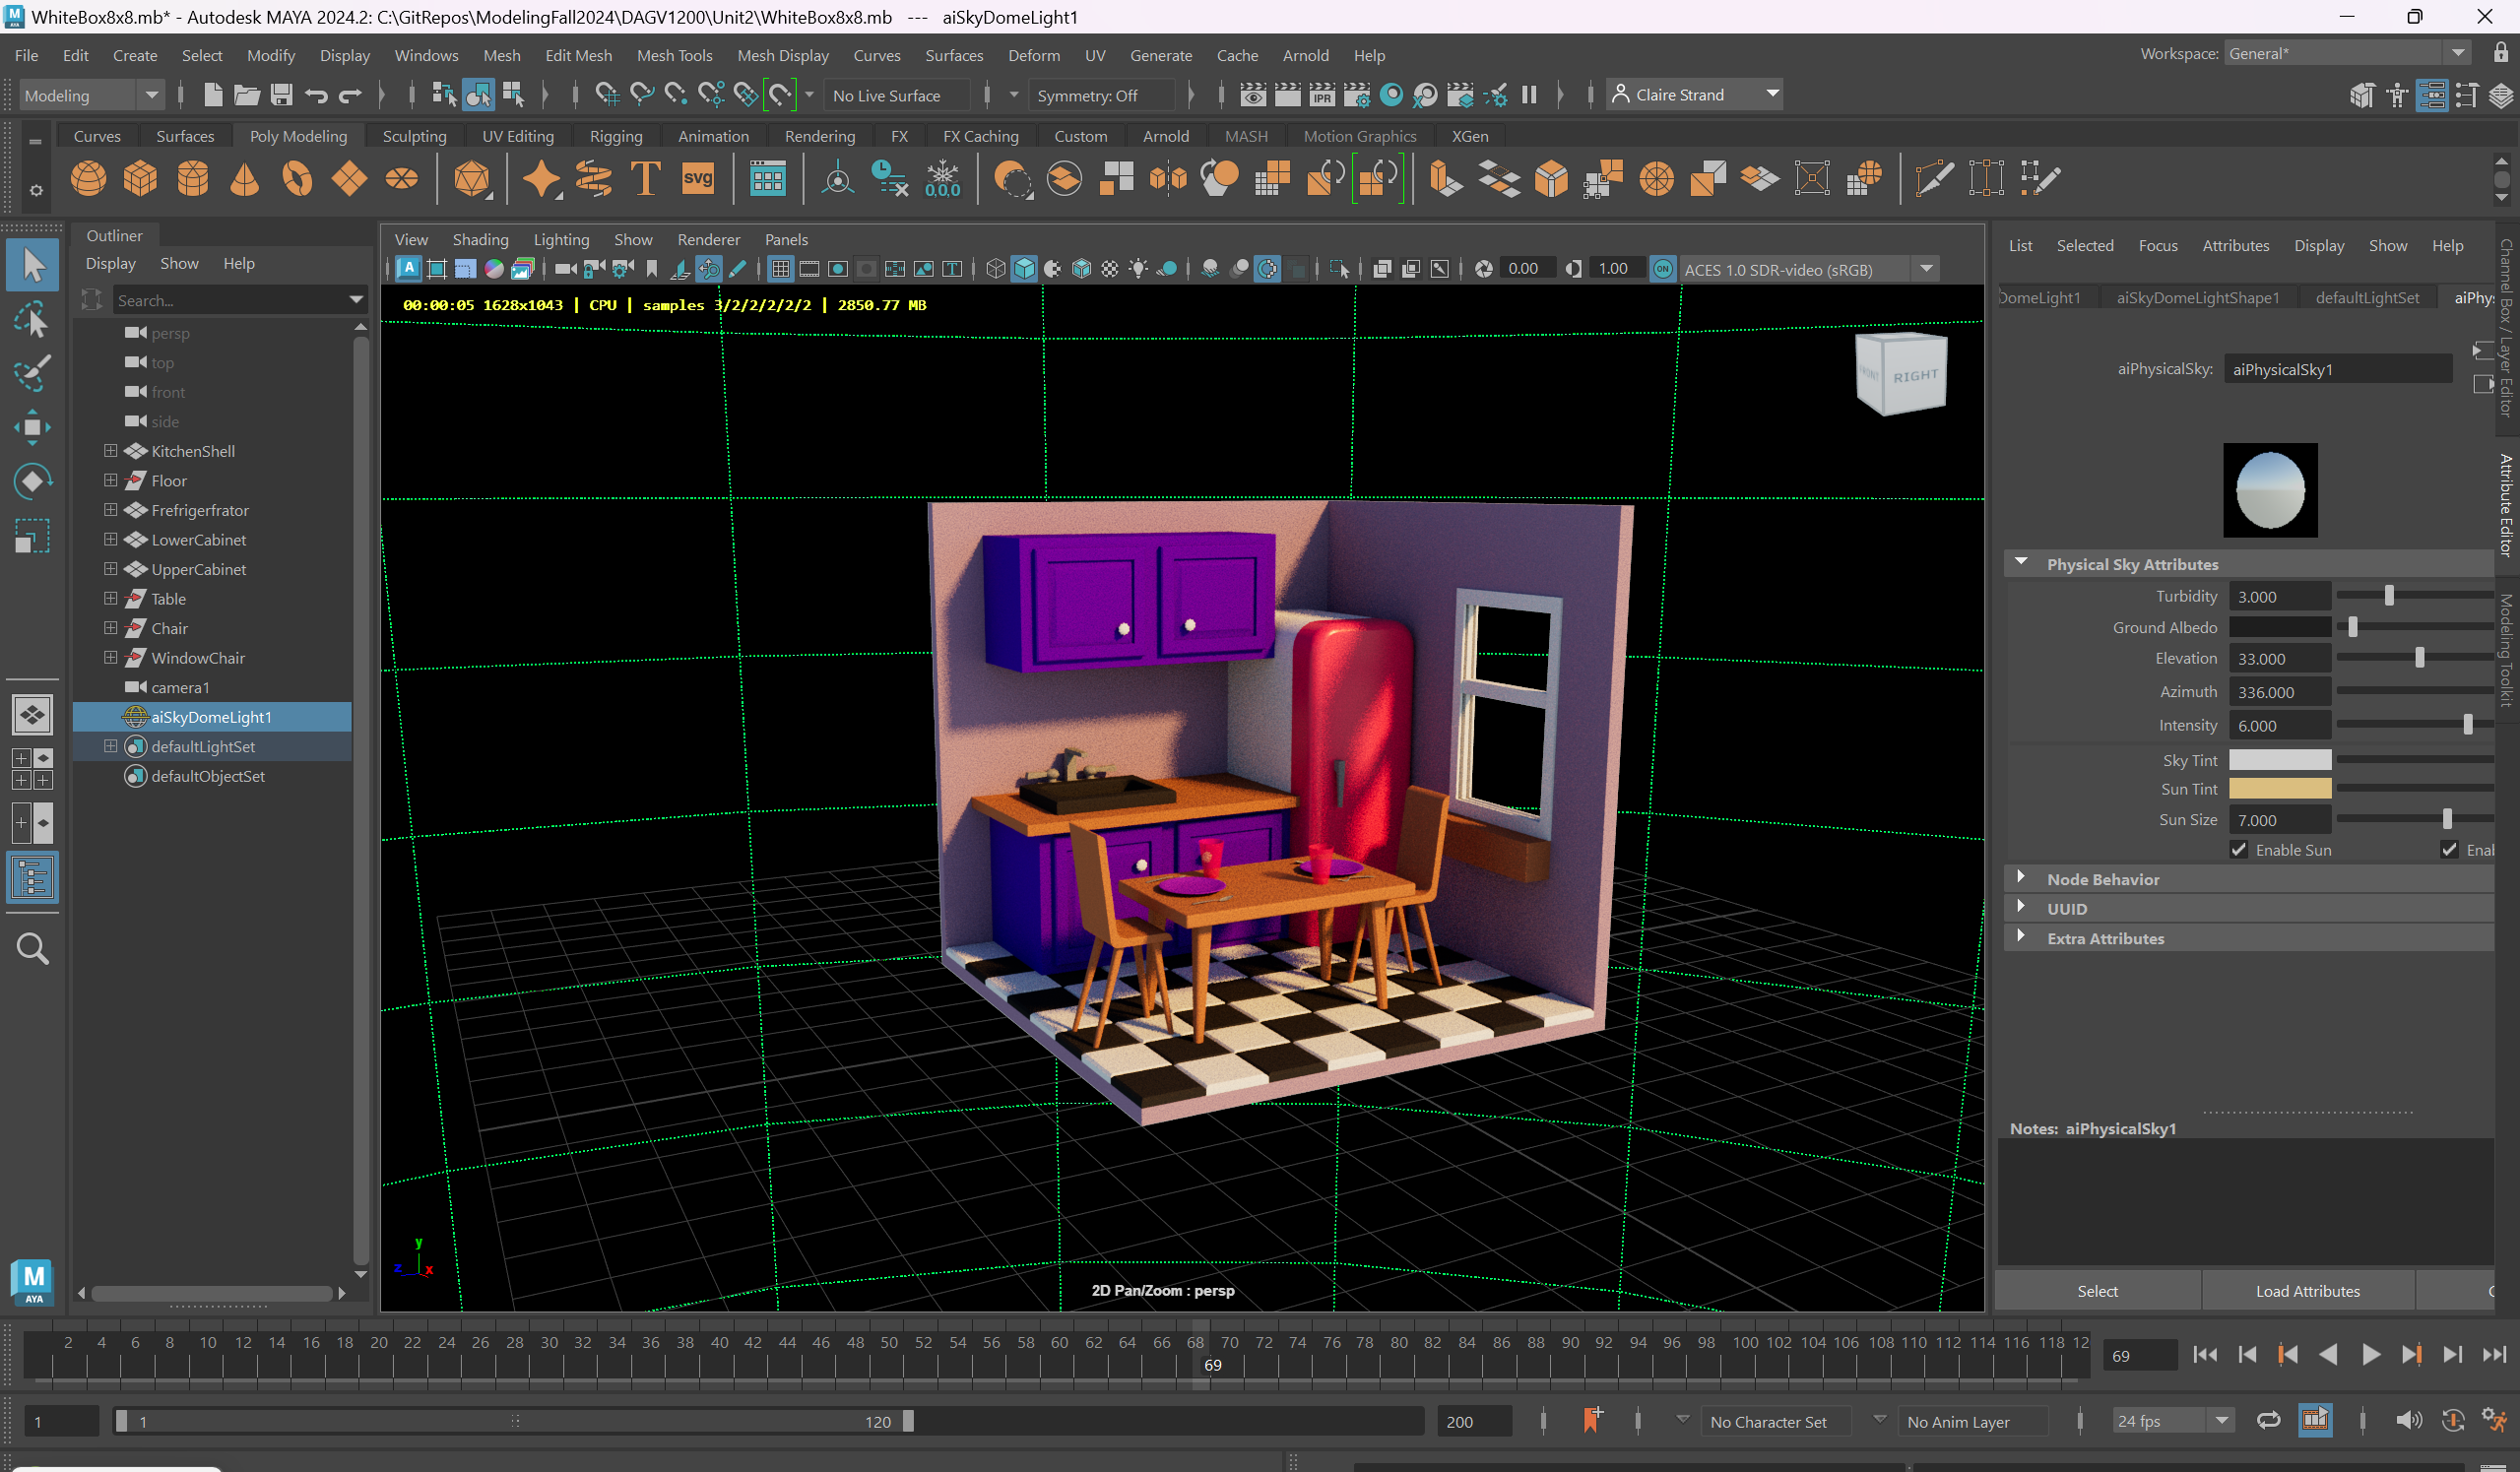 WhiteBox8x8.mb* - Autodesk MAYA 2024.2: C:\GitRepos\ModelingFall2024\DAGV1200\Unit2\WhiteBox8x8.mb --- aiSkyDomeLight1
File Edit Create Select Modify Display Windows Mesh Edit Mesh Mesh Tools Mesh Display Curves Surfaces Deform UV Generate Cache Arnold Help
Workspace: General*
Modeling
No Live Surface
Symmetry: Off
IPR
Claire Strand
Curves Surfaces Poly Modeling Sculpting UV Editing Rigging Animation Rendering FX FX Caching Custom Arnold MASH Motion Graphics XGen
T
svg
0,0,0
Outliner
Display Show Help
Search...
persp
top
front
side
KitchenShell
Floor
Frefrigerfrator
LowerCabinet
UpperCabinet
Table
Chair
WindowChair
camera1
aiSkyDomeLight1
defaultLightSet
defaultObjectSet
M
AYA
View Shading Lighting Show Renderer Panels
0.00
1.00
ON
ACES 1.0 SDR-video (sRGB)
00:00:05 1628x1043 | CPU | samples 3/2/2/2/2/2 | 2850.77 MB
FRONT
RIGHT
y
z
x
2D Pan/Zoom : persp
List Selected Focus Attributes Display Show Help
DomeLight1 aiSkyDomeLightShape1 defaultLightSet aiPhys
aiPhysicalSky: aiPhysicalSky1
Physical Sky Attributes
Turbidity 3.000
Ground Albedo
Elevation 33.000
Azimuth 336.000
Intensity 6.000
Sky Tint
Sun Tint
Sun Size 7.000
Enable Sun
Enal
Node Behavior
UUID
Extra Attributes
Notes: aiPhysicalSky1
Select
Load Attributes
Channel Box / Layer Editor
Attribute Editor
Modeling Toolkit
2 4 6 8 10 12 14 16 18 20 22 24 26 28 30 32 34 36 38 40 42 44 46 48 50 52 54 56 58 60 62 64 66 68 70 72 74 76 78 80 82 84 86 88 90 92 94 96 98 100 102 104 106 108 110 112 114 116 118 12
69
69
1
1
120
200
No Character Set
No Anim Layer
24 fps